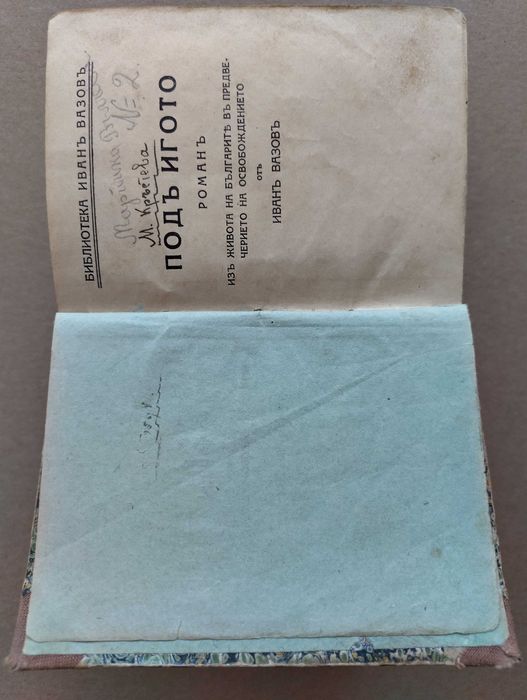 БИБЛИОТЕКА ИВАНЪ ВАЗОВЪ
Марийка
№ 2.
М. Кръстева
ПОДЪ ИГОТО
РОМАНЪ
ИЗЪ ЖИВОТА НА БЪЛГАРИТѢ ВЪ ПРЕДВЕ-
ЧЕРИЕТО НА ОСВОБОЖДЕНИЕТО
отъ
ИВАНЪ ВАЗОВЪ